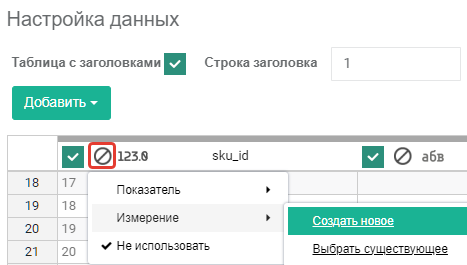 Настройка данных
Таблица с заголовками Строка заголовка 1
Добавить
123.0 sku_id абв
18 17
19 18
20 19
21 20
Показатель
Измерение
Не использовать
Создать новое
Выбрать существующее